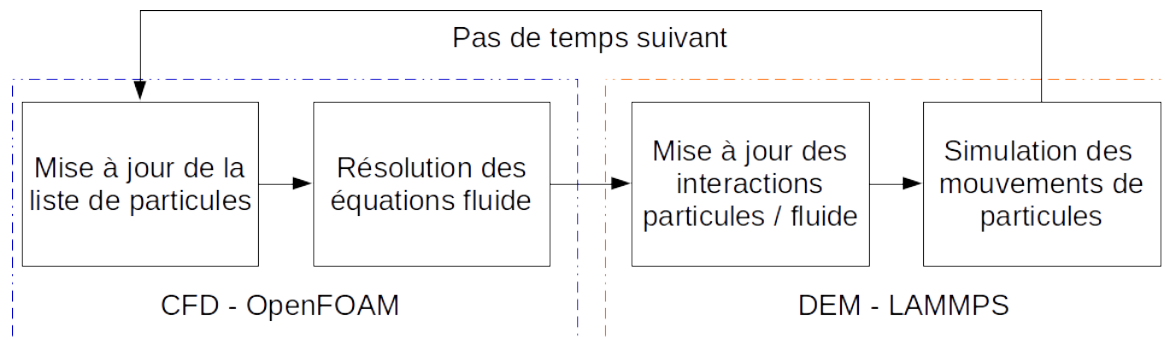 Pas de temps suivant
Mise à jour de la
liste de particules
Résolution des
équations fluide
Mise à jour des
interactions
particules / fluide
Simulation des
mouvements de
particules
CFD - OpenFOAM
DEM - LAMMPS